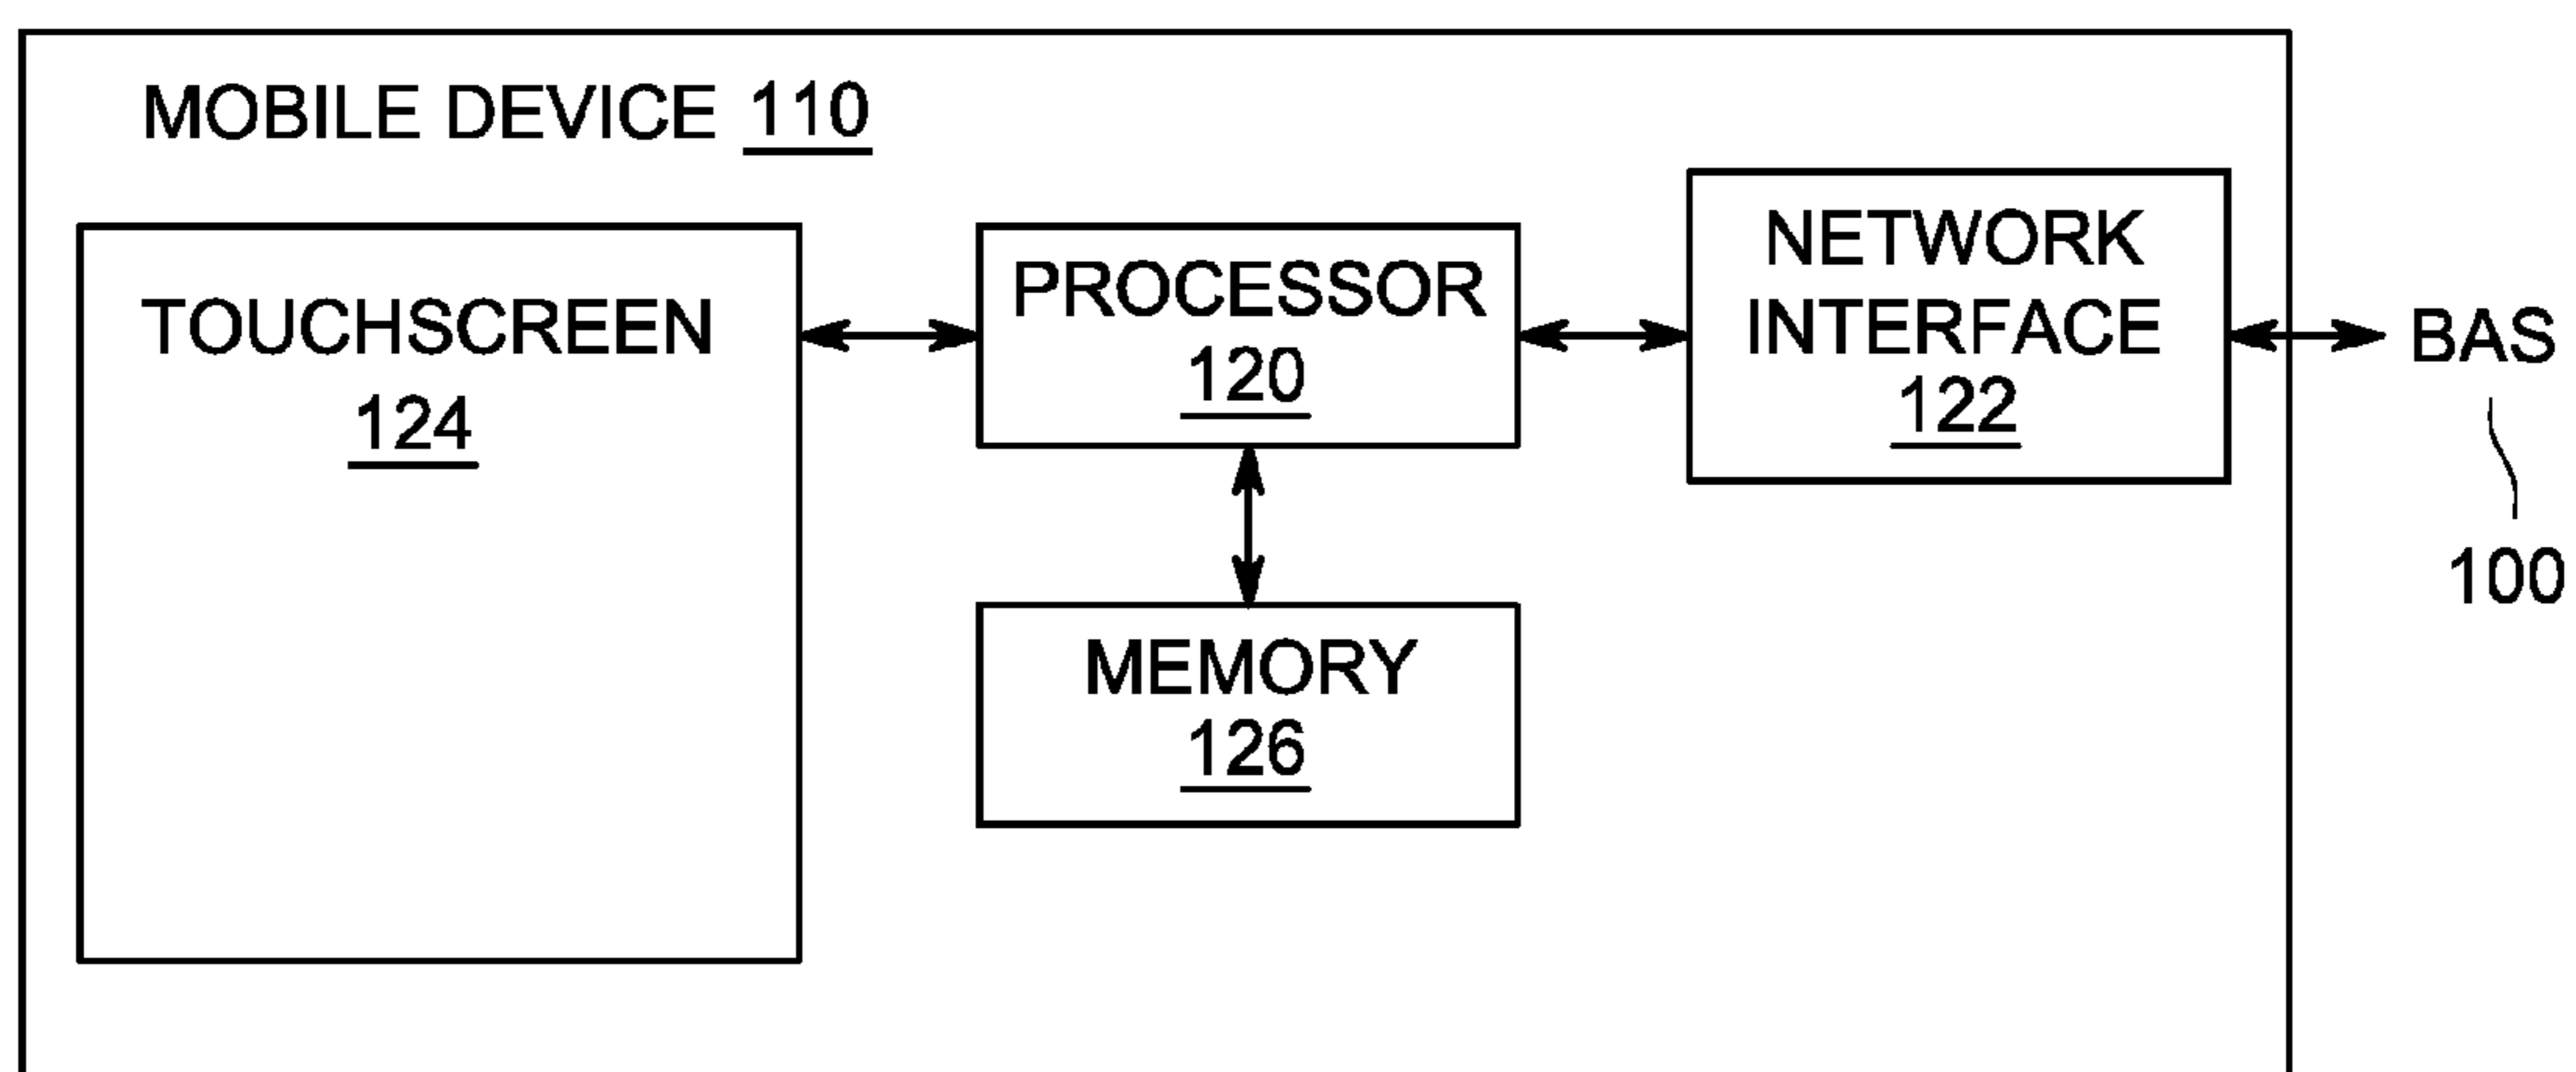 MOBILE DEVICE 110
TOUCHSCREEN
124
PROCESSOR
120
MEMORY
126
NETWORK
INTERFACE
122
BAS
100